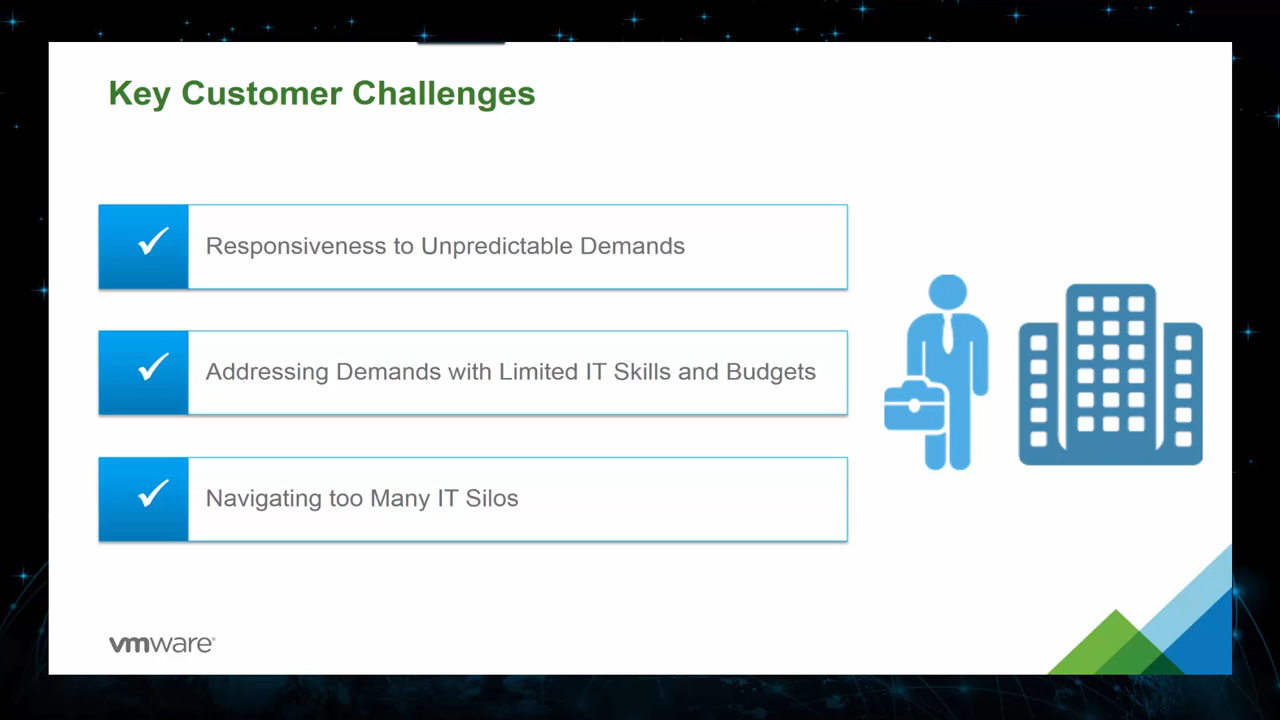 Key Customer Challenges
Responsiveness to Unpredictable Demands
Addressing Demands with Limited IT Skills and Budgets
Navigating too Many IT Silos
vmware®